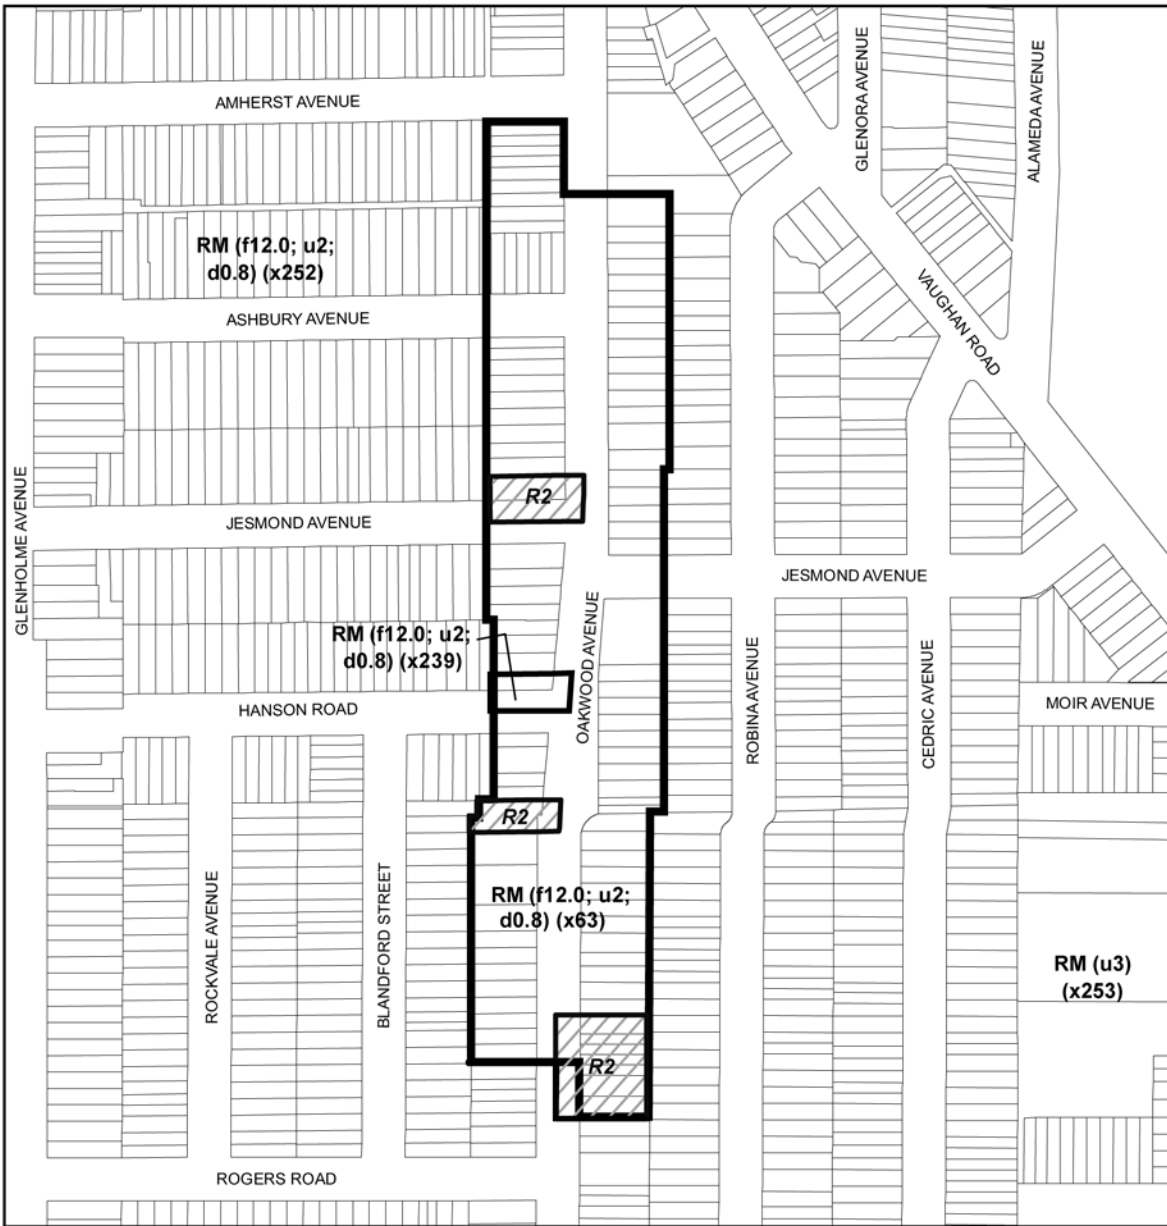 AMHERST AVENUE
GLENORA AVENUE
ALAMEDA AVENUE
RM (f12.0; u2;
d0.8) (x252)
ASHBURY AVENUE
VAUGHAN ROAD
GLENHOLME AVENUE
R2
JESMOND AVENUE
JESMOND AVENUE
RM (f12.0; u2;
d0.8) (x239)
OAKWOOD AVENUE
ROBINA AVENUE
CEDRIC AVENUE
HANSON ROAD
MOIR AVENUE
R2
ROCKVALE AVENUE
BLANDFORD STREET
RM (f12.0; u2;
d0.8) (x63)
RM (u3)
(x253)
R2
ROGERS ROAD